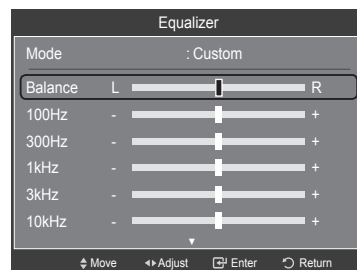 Equalizer
Mode : Custom
Balance L R
100Hz - +
300Hz - +
1kHz - +
3kHz - +
10kHz - +
Move Adjust Enter Return